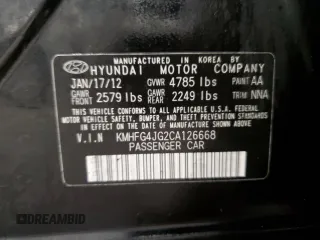 MANUFACTURED IN KOREA BY
HYUNDAI MOTOR COMPANY
JAN/17/12 GVWR 4785 lbs PAINT AA
GAWR FRONT 2579 lbs GAWR REAR 2249 lbs TRIM NNA
THIS VEHICLE CONFORMS TO ALL APPLICABLE
FEDERAL MOTOR VEHICLE SAFETY, BUMPER, AND
THEFT PREVENTION STANDARDS IN EFFECT ON
THE DATE OF MANUFACTURE SHOWN ABOVE.
V.I.N KMHFG4JG2CA126668
PASSENGER CAR